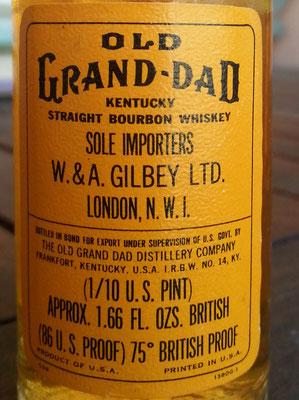 OLD
GRAND-DAD
KENTUCKY
STRAIGHT BOURBON WHISKEY
SOLE IMPORTERS
W. & A. GILBEY LTD.
LONDON, N. W. I.
BOTTLED IN BOND FOR EXPORT UNDER SUPERVISION OF U.S. GOVT. BY
THE OLD GRAND DAD DISTILLERY COMPANY
FRANKFORT, KENTUCKY, U.S.A. I.R.B.W. NO. 14, KY.
(1/10 U. S. PINT)
APPROX. 1.66 FL. OZS. BRITISH
(86 U. S. PROOF) 75° BRITISH PROOF
PRODUCT OF U.S.A. PRINTED IN U.S.A.